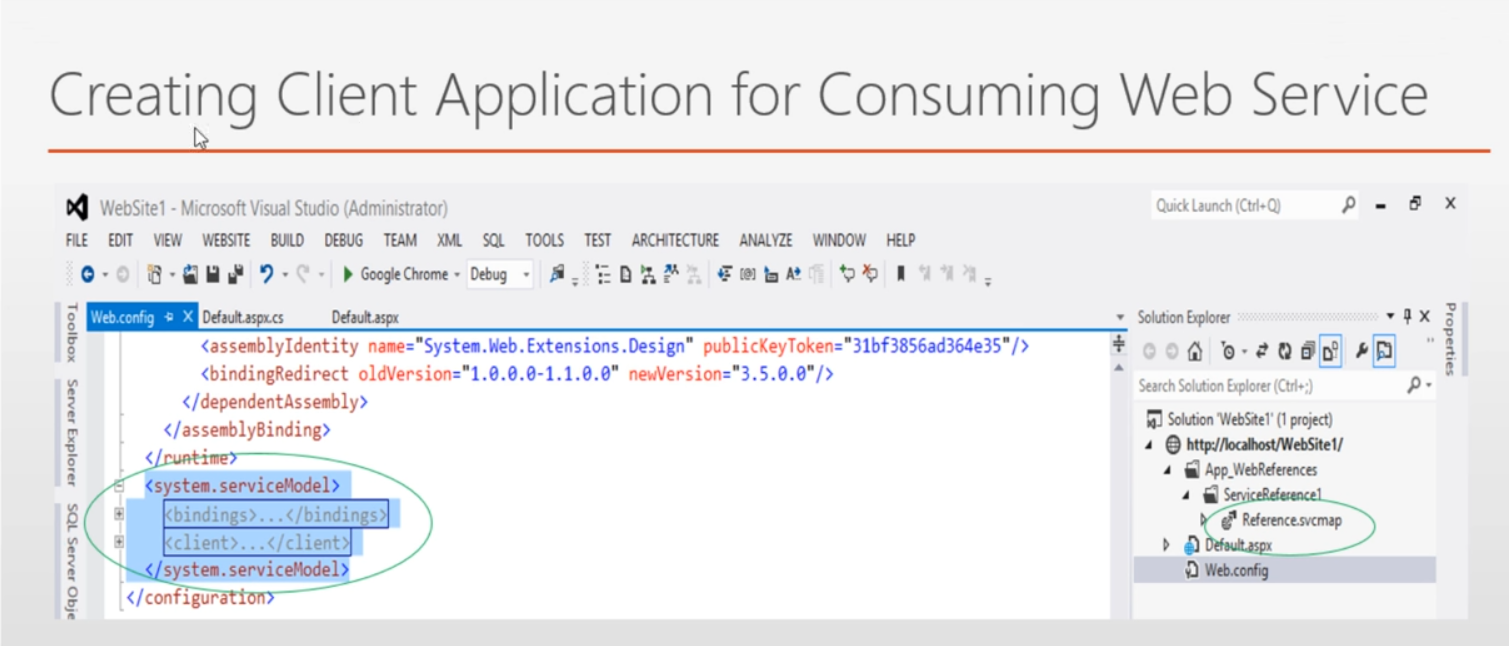 Creating Client Application for Consuming Web Service
WebSite1 - Microsoft Visual Studio (Administrator)
Quick Launch (Ctrl+Q)
FILE EDIT VIEW WEBSITE BUILD DEBUG TEAM XML SQL TOOLS TEST ARCHITECTURE ANALYZE WINDOW HELP
Google Chrome Debug
Toolbox
Server Explorer
SQL Server Obje
Web.config Default.aspx.cs Default.aspx
<assemblyIdentity name="System.Web.Extensions.Design" publicKeyToken="31bf3856ad364e35"/>
<bindingRedirect oldVersion="1.0.0.0-1.1.0.0" newVersion="3.5.0.0"/>
</dependentAssembly>
</assemblyBinding>
</runtime>
<system.serviceModel>
<bindings>...</bindings>
<client>...</client>
</system.serviceModel>
</configuration>
Solution Explorer
Search Solution Explorer (Ctrl+;)
Solution 'WebSite1' (1 project)
http://localhost/WebSite1/
App_WebReferences
ServiceReference1
Reference.svcmap
Default.aspx
Web.config
Properties